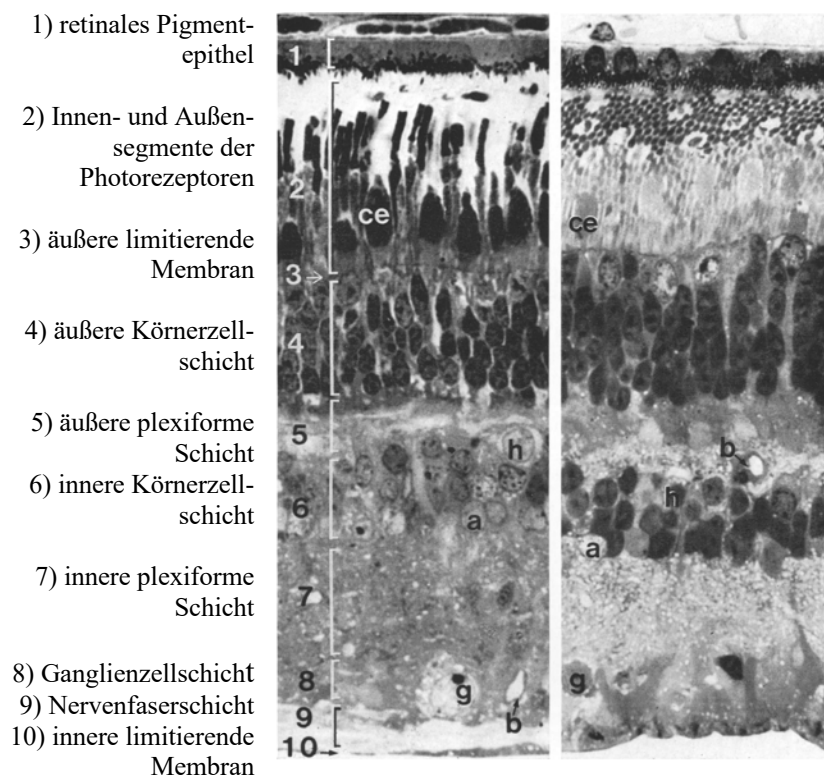 1) retinales Pigment-
epithel
2) Innen- und Außen-
segmente der
Photorezeptoren
3) äußere limitierende
Membran
4) äußere Körnerzell-
schicht
5) äußere plexiforme
Schicht
6) innere Körnerzell-
schicht
7) innere plexiforme
Schicht
8) Ganglienzellschicht
9) Nervenfaserschicht
10) innere limitierende
Membran
1
2
ce
3
4
5
h
6
a
7
8
g
b
9
10
ce
b
h
a
g